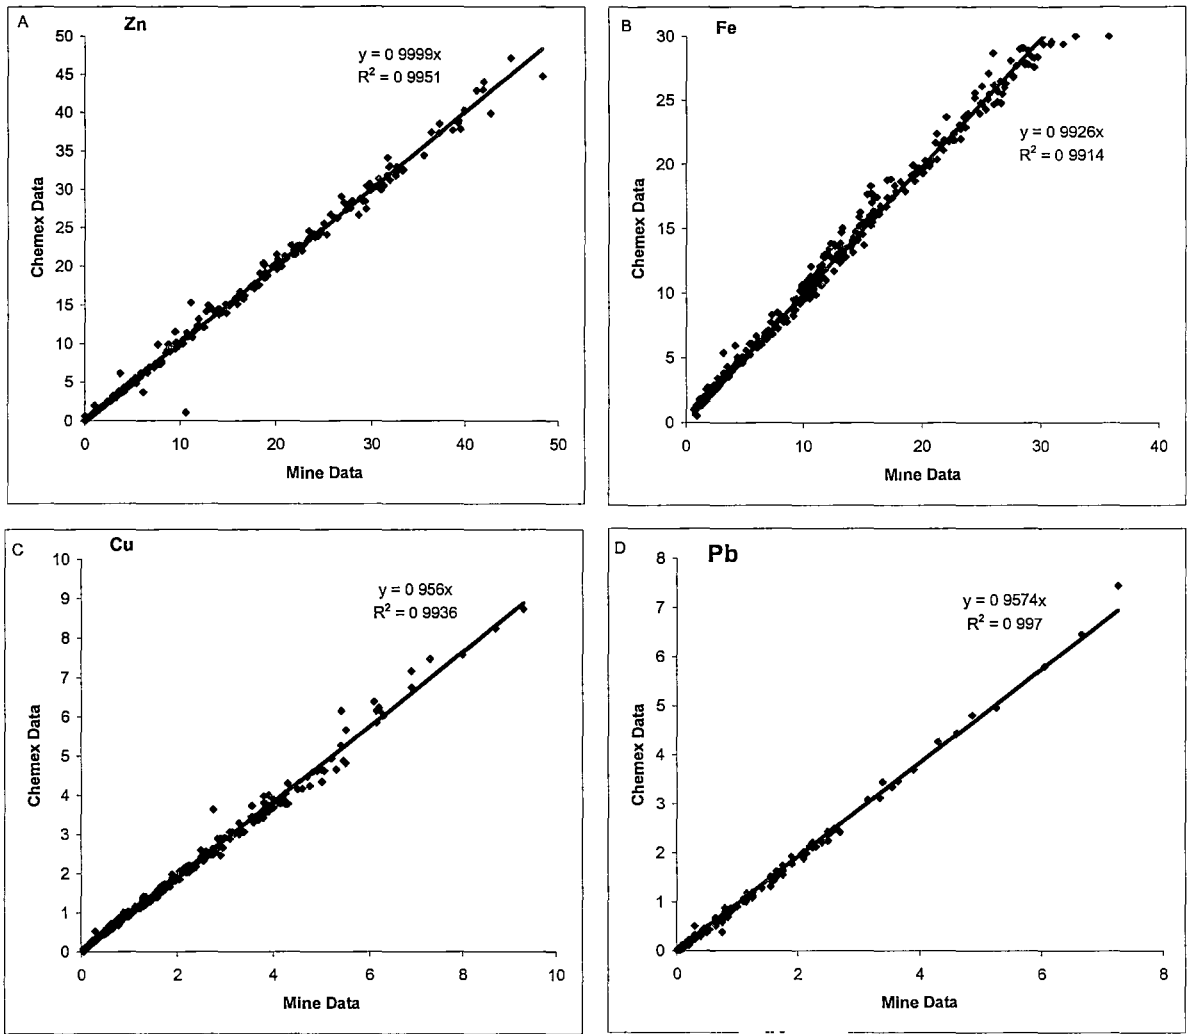 A
Zn
50
45
40
35
30
25
20
15
10
5
0
y = 0 9999x
R² = 0 9951
Chemex Data
0 10 20 30 40 50
Mine Data
B
Fe
30
25
20
15
10
5
0
y = 0 9926x
R² = 0 9914
Chemex Data
0 10 20 30 40
Mine Data
C
Cu
10
9
8
7
6
5
4
3
2
1
0
y = 0 956x
R² = 0 9936
Chemex Data
0 2 4 6 8 10
Mine Data
D
Pb
8
7
6
5
4
3
2
1
0
y = 0 9574x
R² = 0 997
Chemex Data
0 2 4 6 8
Mine Data